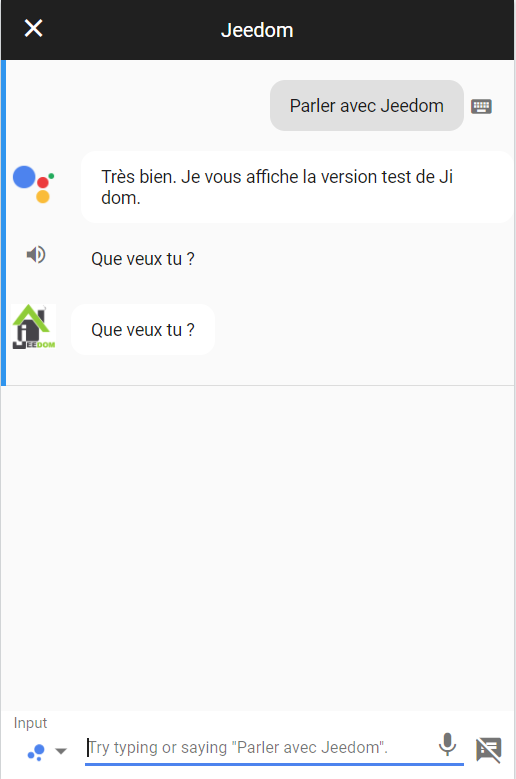 Jeedom
Parler avec Jeedom
Très bien. Je vous affiche la version test de Ji
dom.
Que veux tu ?
JEEDOM
Que veux tu ?
Input
Try typing or saying "Parler avec Jeedom".